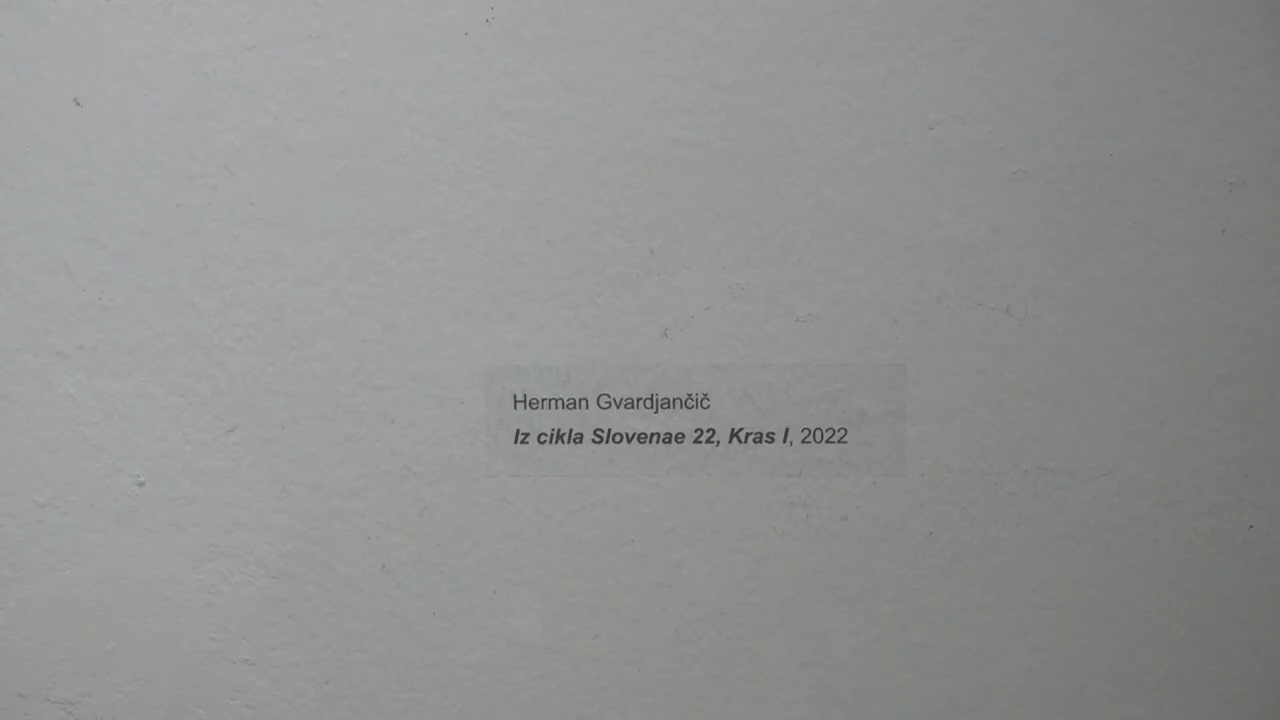 Herman Gvardjančič
Iz cikla Slovenae 22, Kras I, 2022